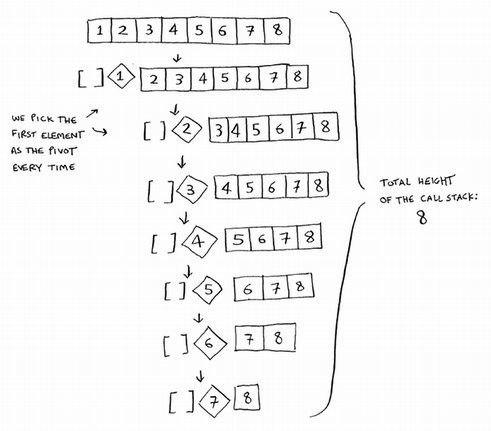 1 2 3 4 5 6 7 8
[ ] 1 2 3 4 5 6 7 8
WE PICK THE
FIRST ELEMENT
AS THE PIVOT
EVERY TIME
[ ] 2 3 4 5 6 7 8
[ ] 3 4 5 6 7 8
TOTAL HEIGHT
OF THE CALL STACK:
8
[ ] 4 5 6 7 8
[ ] 5 6 7 8
[ ] 6 7 8
[ ] 7 8